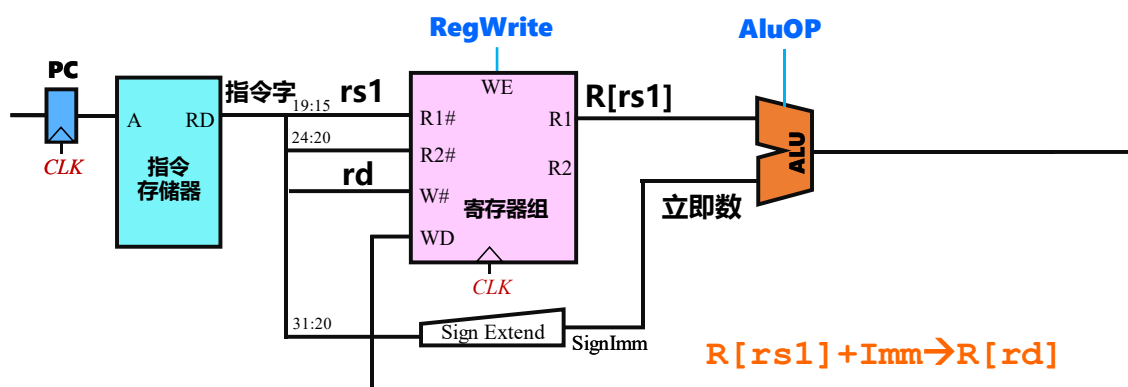 RegWrite
AluOP
PC
指令字
rs1
WE
R[rs1]
19:15
A
RD
R1#
R1
24:20
R2#
R2
ALU
CLK
指令
存储器
rd
W#
寄存器组
立即数
WD
CLK
31:20
Sign Extend
SignImm
R[rs1]+Imm→R[rd]